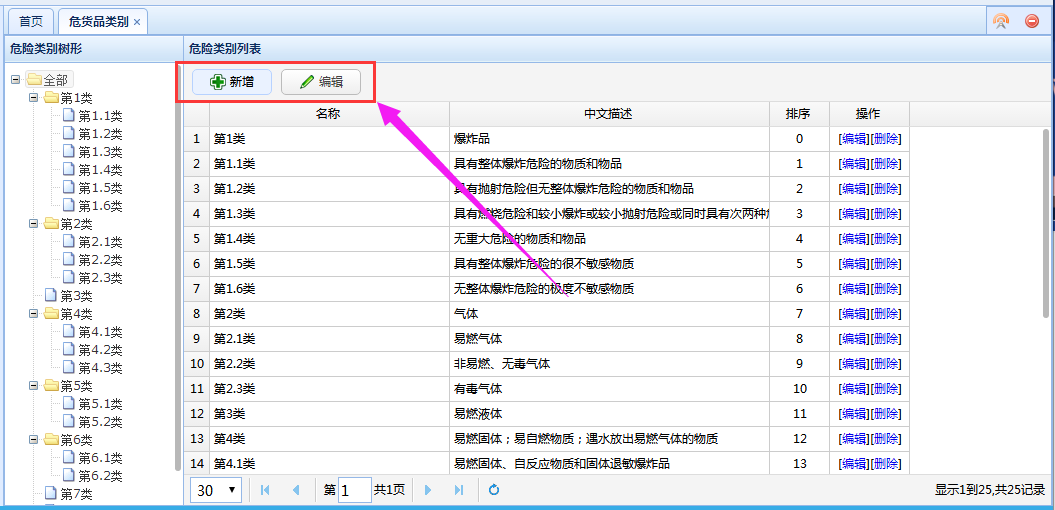 首页 危货品类别
危险类别树形
全部
第1类
第1.1类
第1.2类
第1.3类
第1.4类
第1.5类
第1.6类
第2类
第2.1类
第2.2类
第2.3类
第3类
第4类
第4.1类
第4.2类
第4.3类
第5类
第5.1类
第5.2类
第6类
第6.1类
第6.2类
第7类
危险类别列表
新增 编辑
名称 中文描述 排序 操作
1 第1类 爆炸品 0 [编辑][删除]
2 第1.1类 具有整体爆炸危险的物质和物品 1 [编辑][删除]
3 第1.2类 具有抛射危险但无整体爆炸危险的物质和物品 2 [编辑][删除]
4 第1.3类 具有燃烧危险和较小爆炸或较小抛射危险或同时具有次两种 3 [编辑][删除]
5 第1.4类 无重大危险的物质和物品 4 [编辑][删除]
6 第1.5类 具有整体爆炸危险的很不敏感物质 5 [编辑][删除]
7 第1.6类 无整体爆炸危险的极度不敏感物质 6 [编辑][删除]
8 第2类 气体 7 [编辑][删除]
9 第2.1类 易燃气体 8 [编辑][删除]
10 第2.2类 非易燃、无毒气体 9 [编辑][删除]
11 第2.3类 有毒气体 10 [编辑][删除]
12 第3类 易燃液体 11 [编辑][删除]
13 第4类 易燃固体；易自燃物质；遇水放出易燃气体的物质 12 [编辑][删除]
14 第4.1类 易燃固体、自反应物质和固体退敏爆炸品 13 [编辑][删除]
30 第 1 共1页 显示1到25,共25记录